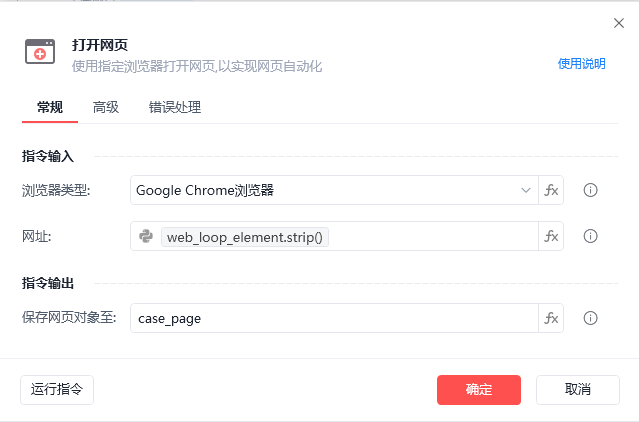 打开网页
使用指定浏览器打开网页,以实现网页自动化
使用说明
常规 高级 错误处理
指令输入
浏览器类型: Google Chrome浏览器 fx
网址: web_loop_element.strip() fx
指令输出
保存网页对象至: case_page fx
运行指令 确定 取消